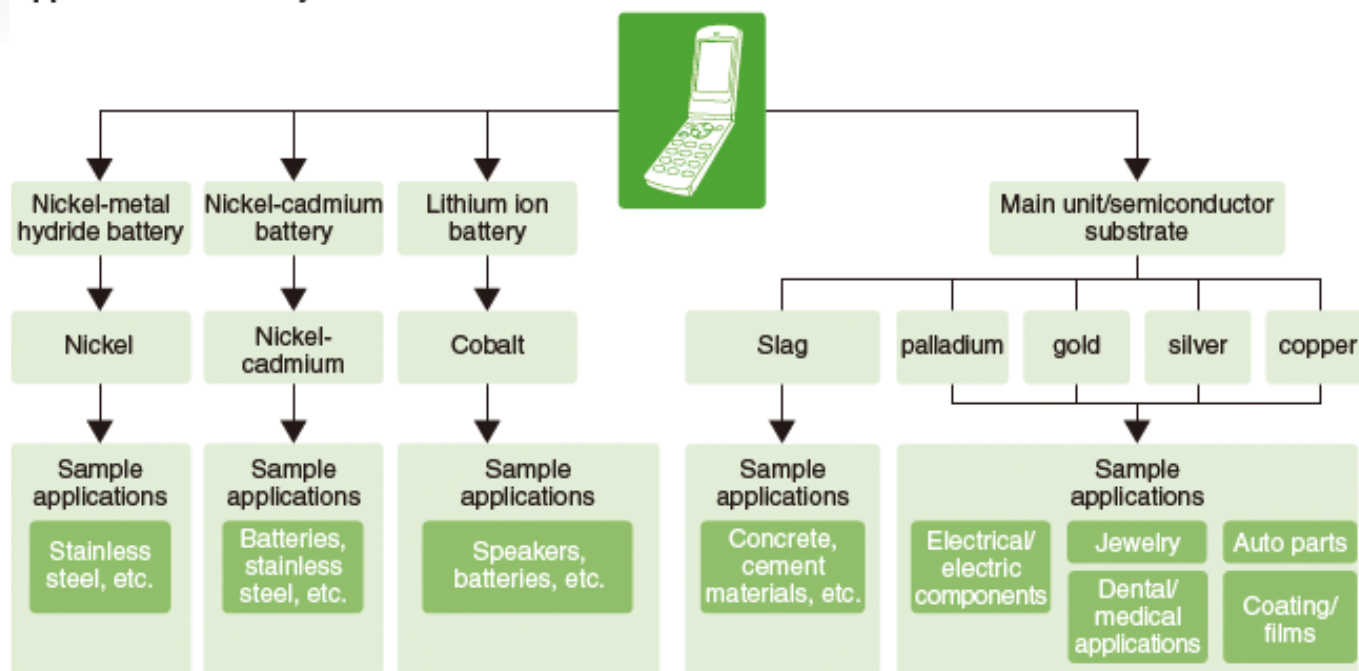 Nickel-metal
hydride battery
Nickel-cadmium
battery
Lithium ion
battery
Main unit/semiconductor
substrate
Nickel
Nickel-
cadmium
Cobalt
Slag
palladium
gold
silver
copper
Sample
applications
Stainless
steel, etc.
Sample
applications
Batteries,
stainless
steel, etc.
Sample
applications
Speakers,
batteries, etc.
Sample
applications
Concrete,
cement
materials, etc.
Sample
applications
Electrical/
electric
components
Jewelry
Auto parts
Dental/
medical
applications
Coating/
films